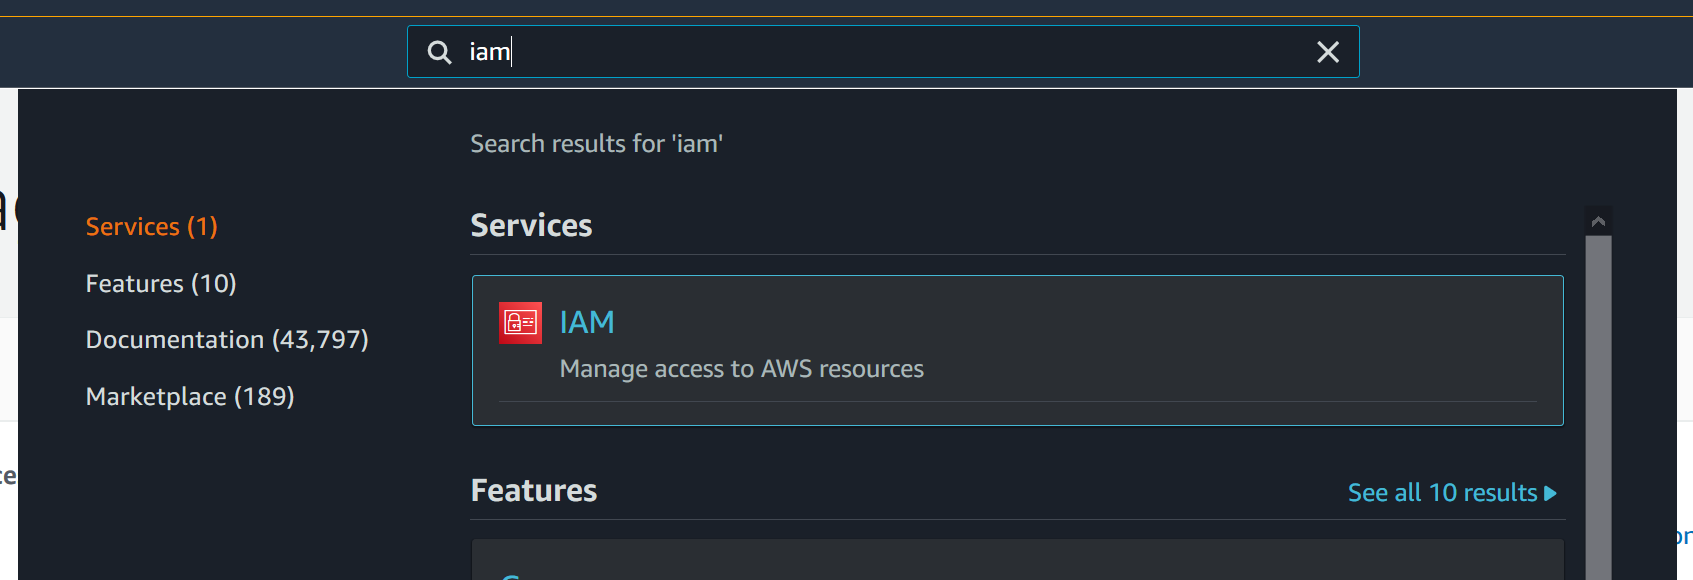 iam
Search results for 'iam'
Services (1)
Features (10)
Documentation (43,797)
Marketplace (189)
Services
IAM
Manage access to AWS resources
Features
See all 10 results